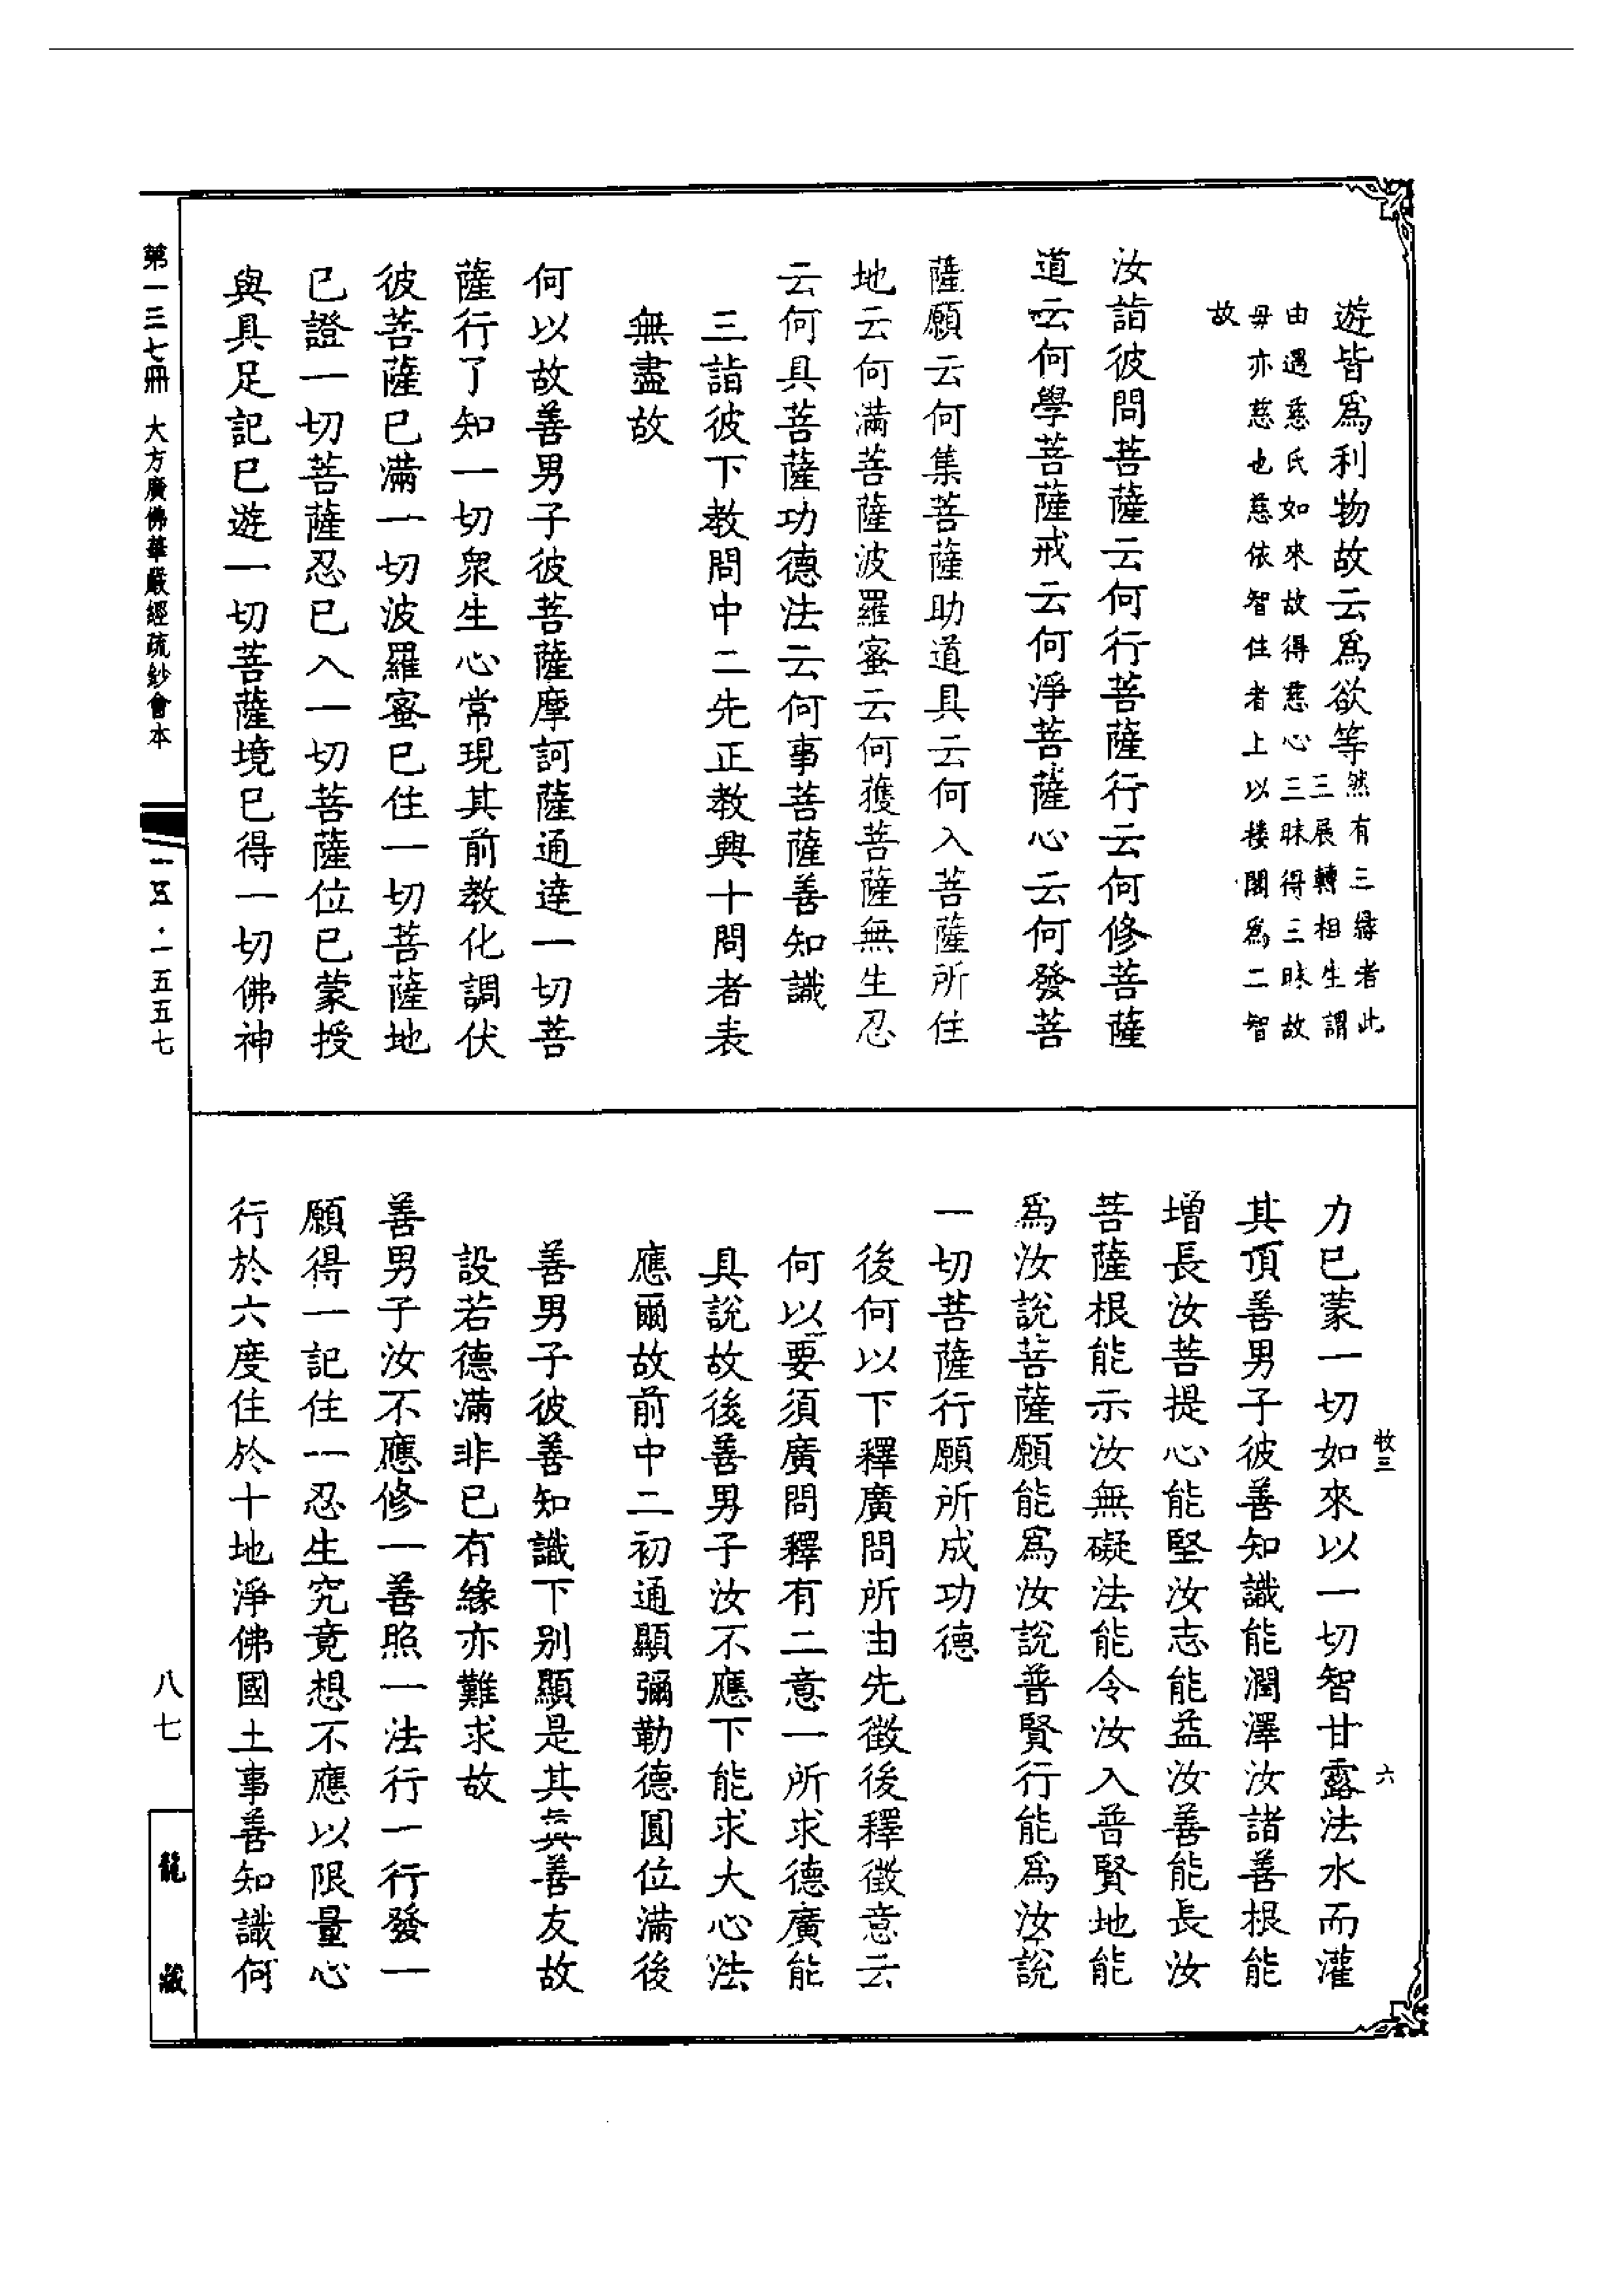 遊皆爲利物故云爲欲等然有三緣者此
三展轉相生謂
由遇慈氏如來故得慈心三昧得三昧故
毋亦慈也慈依智住者上以樓閣爲二智
故
汝詣彼問菩薩云何行菩薩行云何修菩薩
道云何學菩薩戒云何淨菩薩心云何發菩
薩願云何集菩薩助道具云何入菩薩所住
地云何滿菩薩波羅蜜云何獲菩薩無生忍
云何具菩薩功德法云何事菩薩善知識
三詣彼下教問中二先正教興十問者表
無盡故
何以故善男子彼菩薩摩訶薩通達一切菩
薩行了知一切衆生心常現其前教化調伏
彼菩薩已滿一切波羅蜜已住一切菩薩地
已證一切菩薩忍已入一切菩薩位已蒙授
與具足記已遊一切菩薩境已得一切佛神
力已蒙一切如來以一切智甘露法水而灌
其頂善男子彼善知識能潤澤汝諸善根能
增長汝菩提心能堅汝志能益汝善能長汝
菩薩根能示汝無礙法能令汝入普賢地能
爲汝說菩薩願能爲汝說普賢行能爲汝說
一切菩薩行願所成功德
後何以下釋廣問所由先徵後釋徵意云
何以要須廣問釋有二意一所求德廣能
具說故後善男子汝不應下能求大心法
應爾故前中二初通顯彌勒德圓位滿後
善男子彼善知識下别顯是其眞善友故
設若德滿非已有緣亦難求故
善男子汝不應修一善照一法行一行發一
願得一記住一忍生究竟想不應以限量心
行於六度住於十地淨佛國土事善知識何
牧三
六
第一三七冊 大方廣佛華嚴經疏鈔會本
一五五七
八七
龍藏